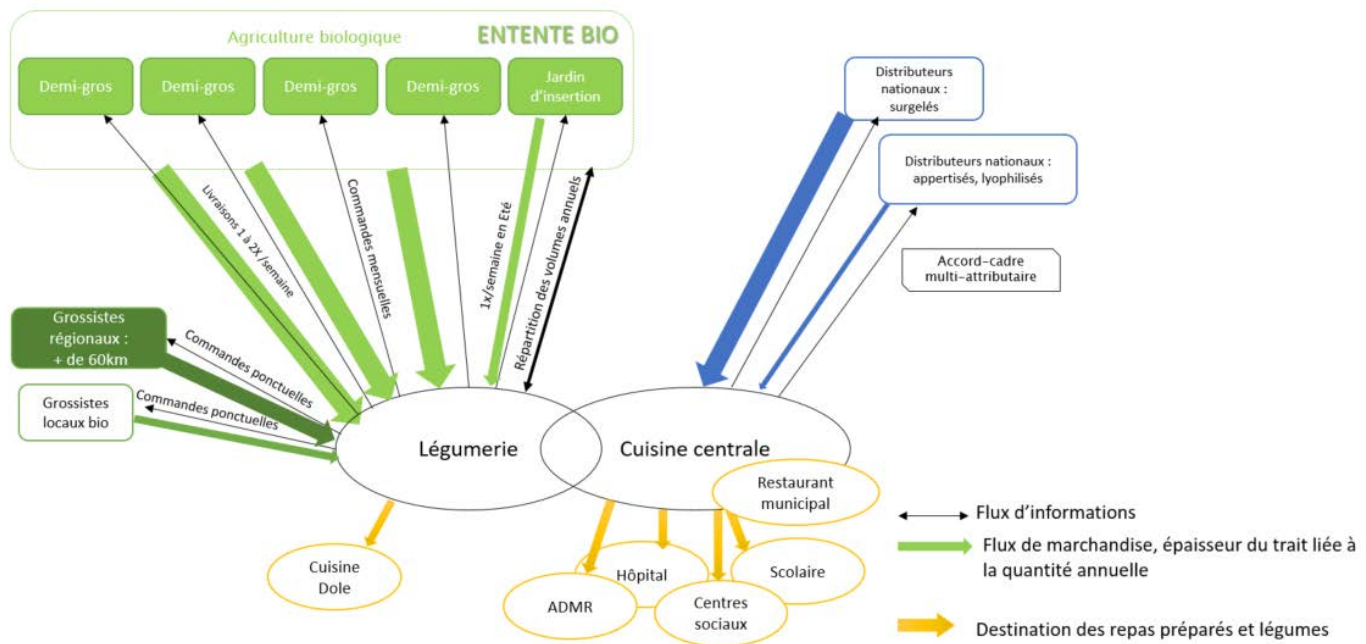 Agriculture biologique
ENTENTE BIO
Demi-gros
Demi-gros
Demi-gros
Demi-gros
Jardin
d'insertion
Distributeurs
nationaux :
surgelés
Distributeurs nationaux :
appertisés, lyophilisés
Livraisons 1 à 2X /semaine
Commandes mensuelles
1x/semaine en Eté
Répartition des volumes annuels
Accord-cadre
multi-attributaire
Grossistes
régionaux :
+ de 60km
Commandes ponctuelles
Grossistes
locaux bio
Commandes ponctuelles
Légumerie
Cuisine centrale
Restaurant
municipal
Cuisine
Dole
ADMR
Hôpital
Centres
sociaux
Scolaire
Flux d'informations
Flux de marchandise, épaisseur du trait liée à
la quantité annuelle
Destination des repas préparés et légumes